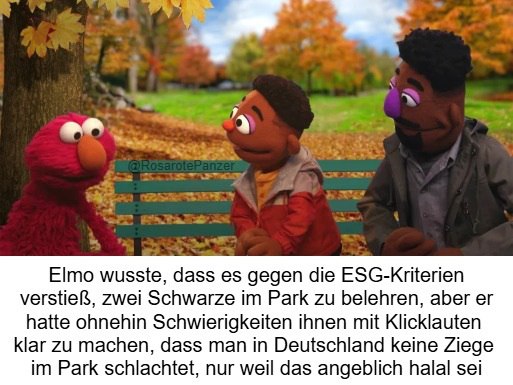 @RosarotePanzer
Elmo wusste, dass es gegen die ESG-Kriterien
verstieß, zwei Schwarze im Park zu belehren, aber er
hatte ohnehin Schwierigkeiten ihnen mit Klicklauten
klar zu machen, dass man in Deutschland keine Ziege
im Park schlachtet, nur weil das angeblich halal sei